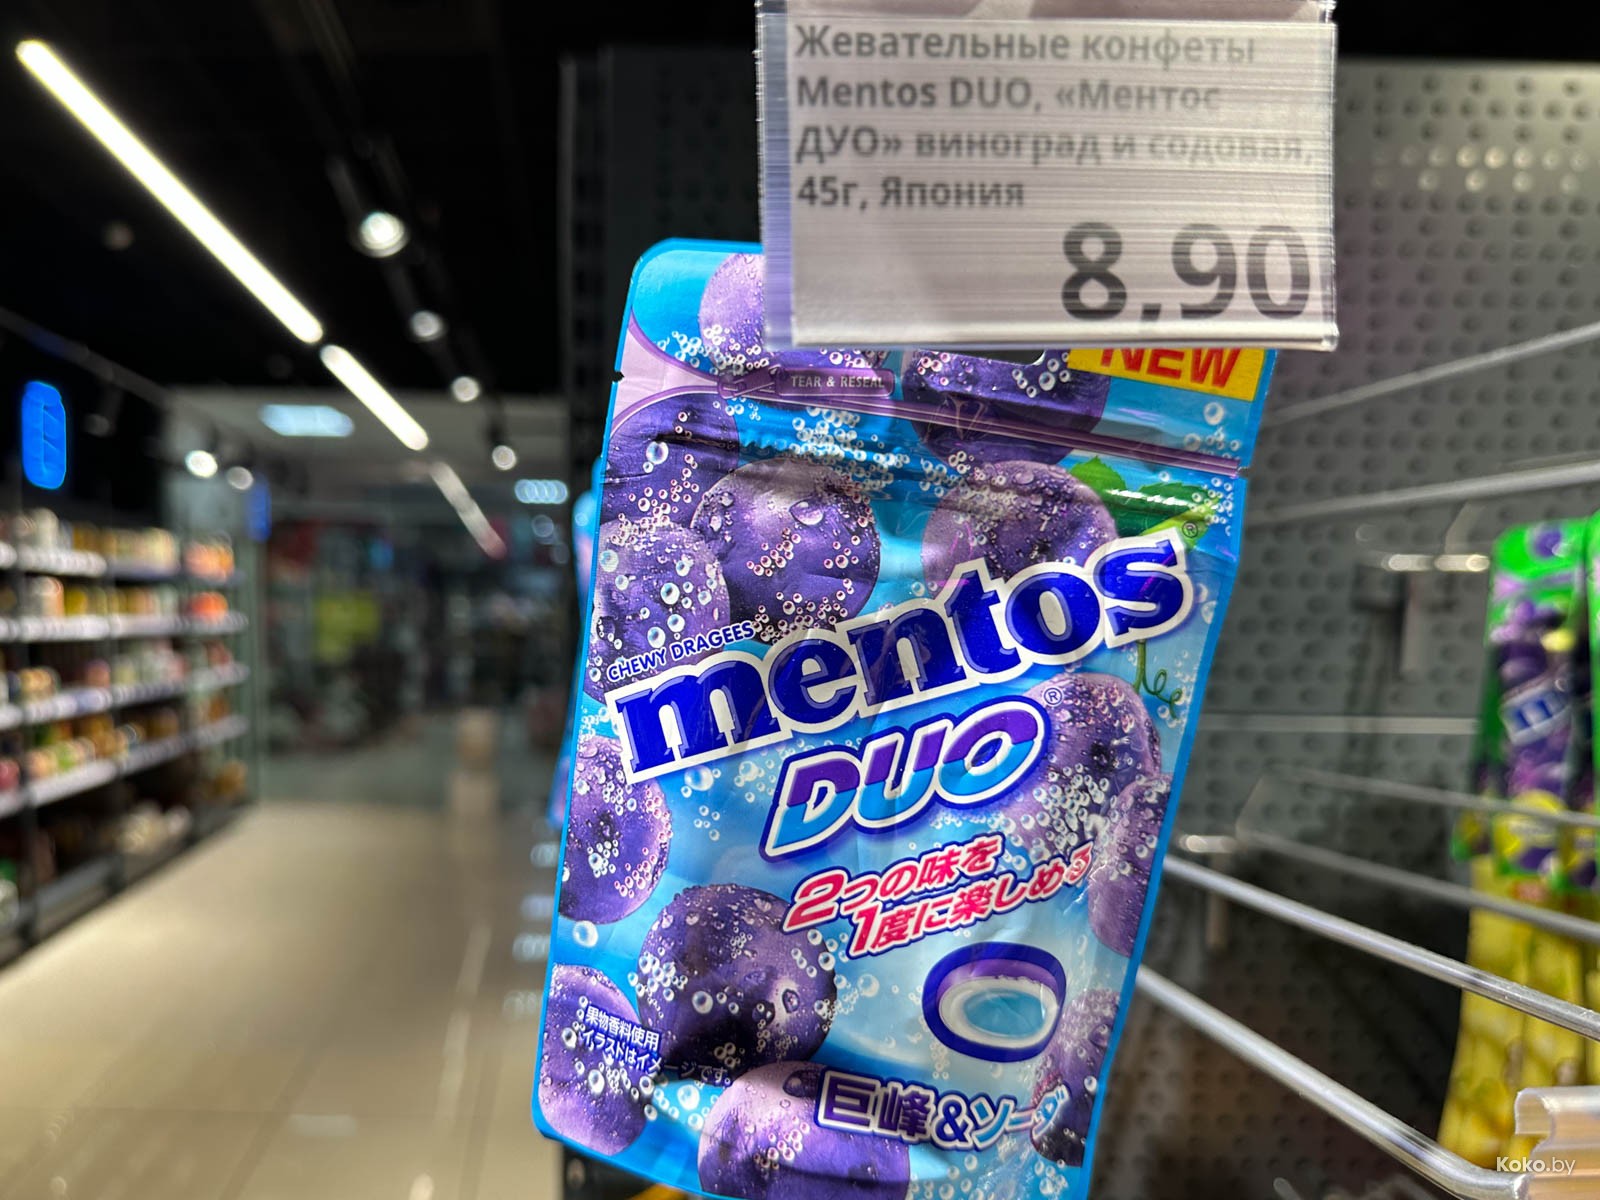 Жевательные конфеты
Mentos DUO, «Ментос
ДУО» виноград и содовая,
45г, Япония
8,90
NEW
TEAR & RESEAL
CHEWY DRAGEES
mentos®
DUO®
2つの味を
1度に楽しめる
果物香料使用
イラストはイメージです。
巨峰&ソーダ
Koko.by